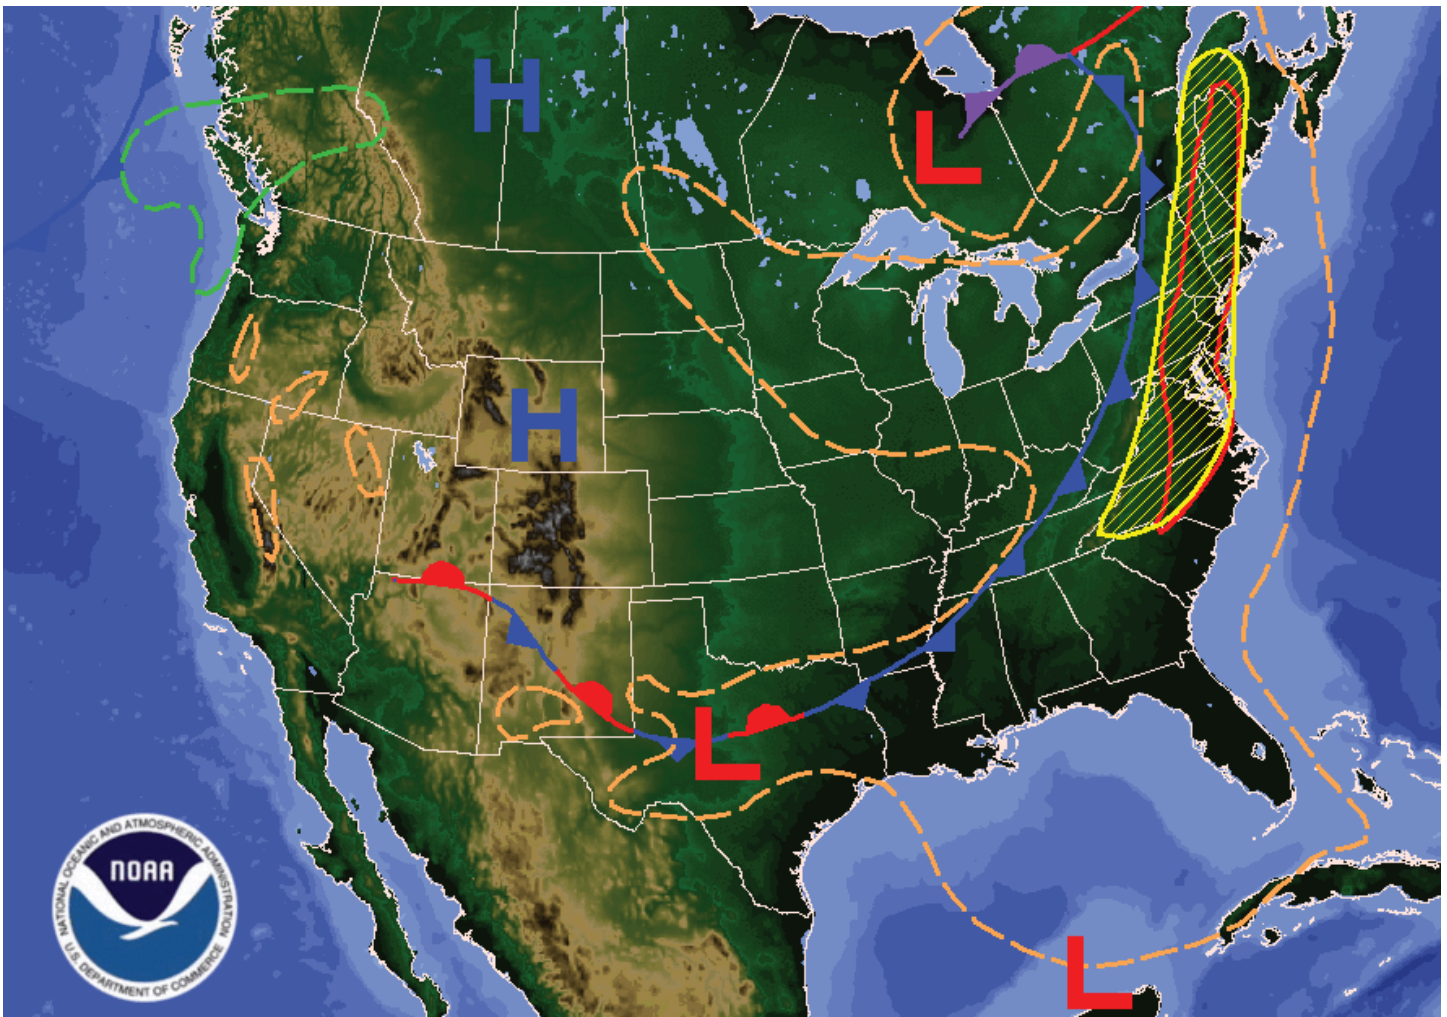 H
L
H
L
L
NATIONAL OCEANIC AND ATMOSPHERIC ADMINISTRATION
NOAA
U.S. DEPARTMENT OF COMMERCE